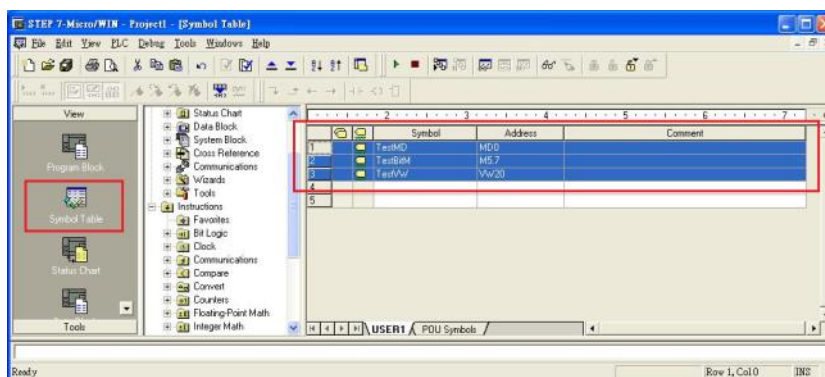 STEP 7-Micro/WIN - Project1 - [Symbol Table]
File Edit View PLC Debug Tools Windows Help
View
Program Block
Symbol Table
Status Chart
Tools
Status Chart
Data Block
System Block
Cross Reference
Communications
Wizards
Tools
Instructions
Favorites
Bit Logic
Clock
Communications
Compare
Convert
Counters
Floating-Point Math
Integer Math
Symbol Address Comment
1 TestMD MD0
2 TestBitM M5.7
3 TestVW VW20
4
5
USER1 POU Symbols
Ready Row 1, Col 0 INS